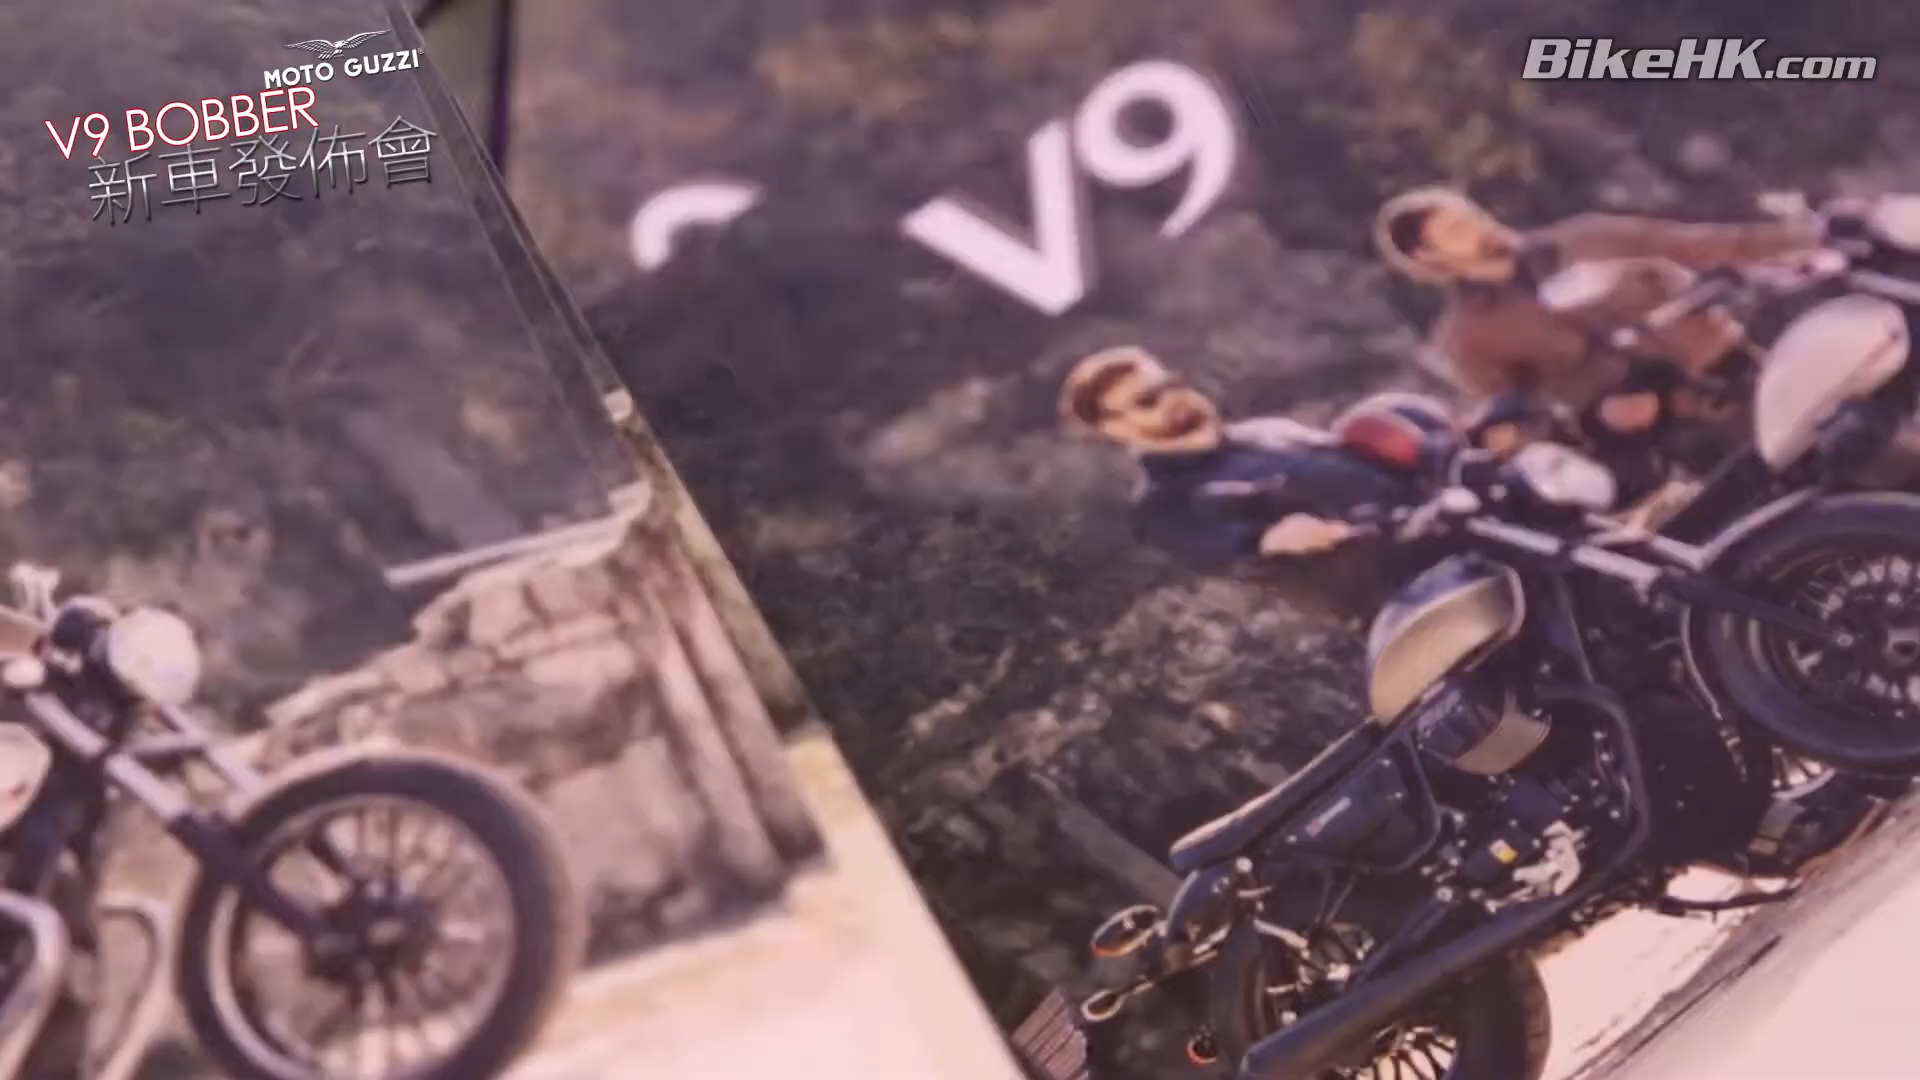 MOTO GUZZI
V9 BOBBER
新車發佈會
BikeHK.com
V9